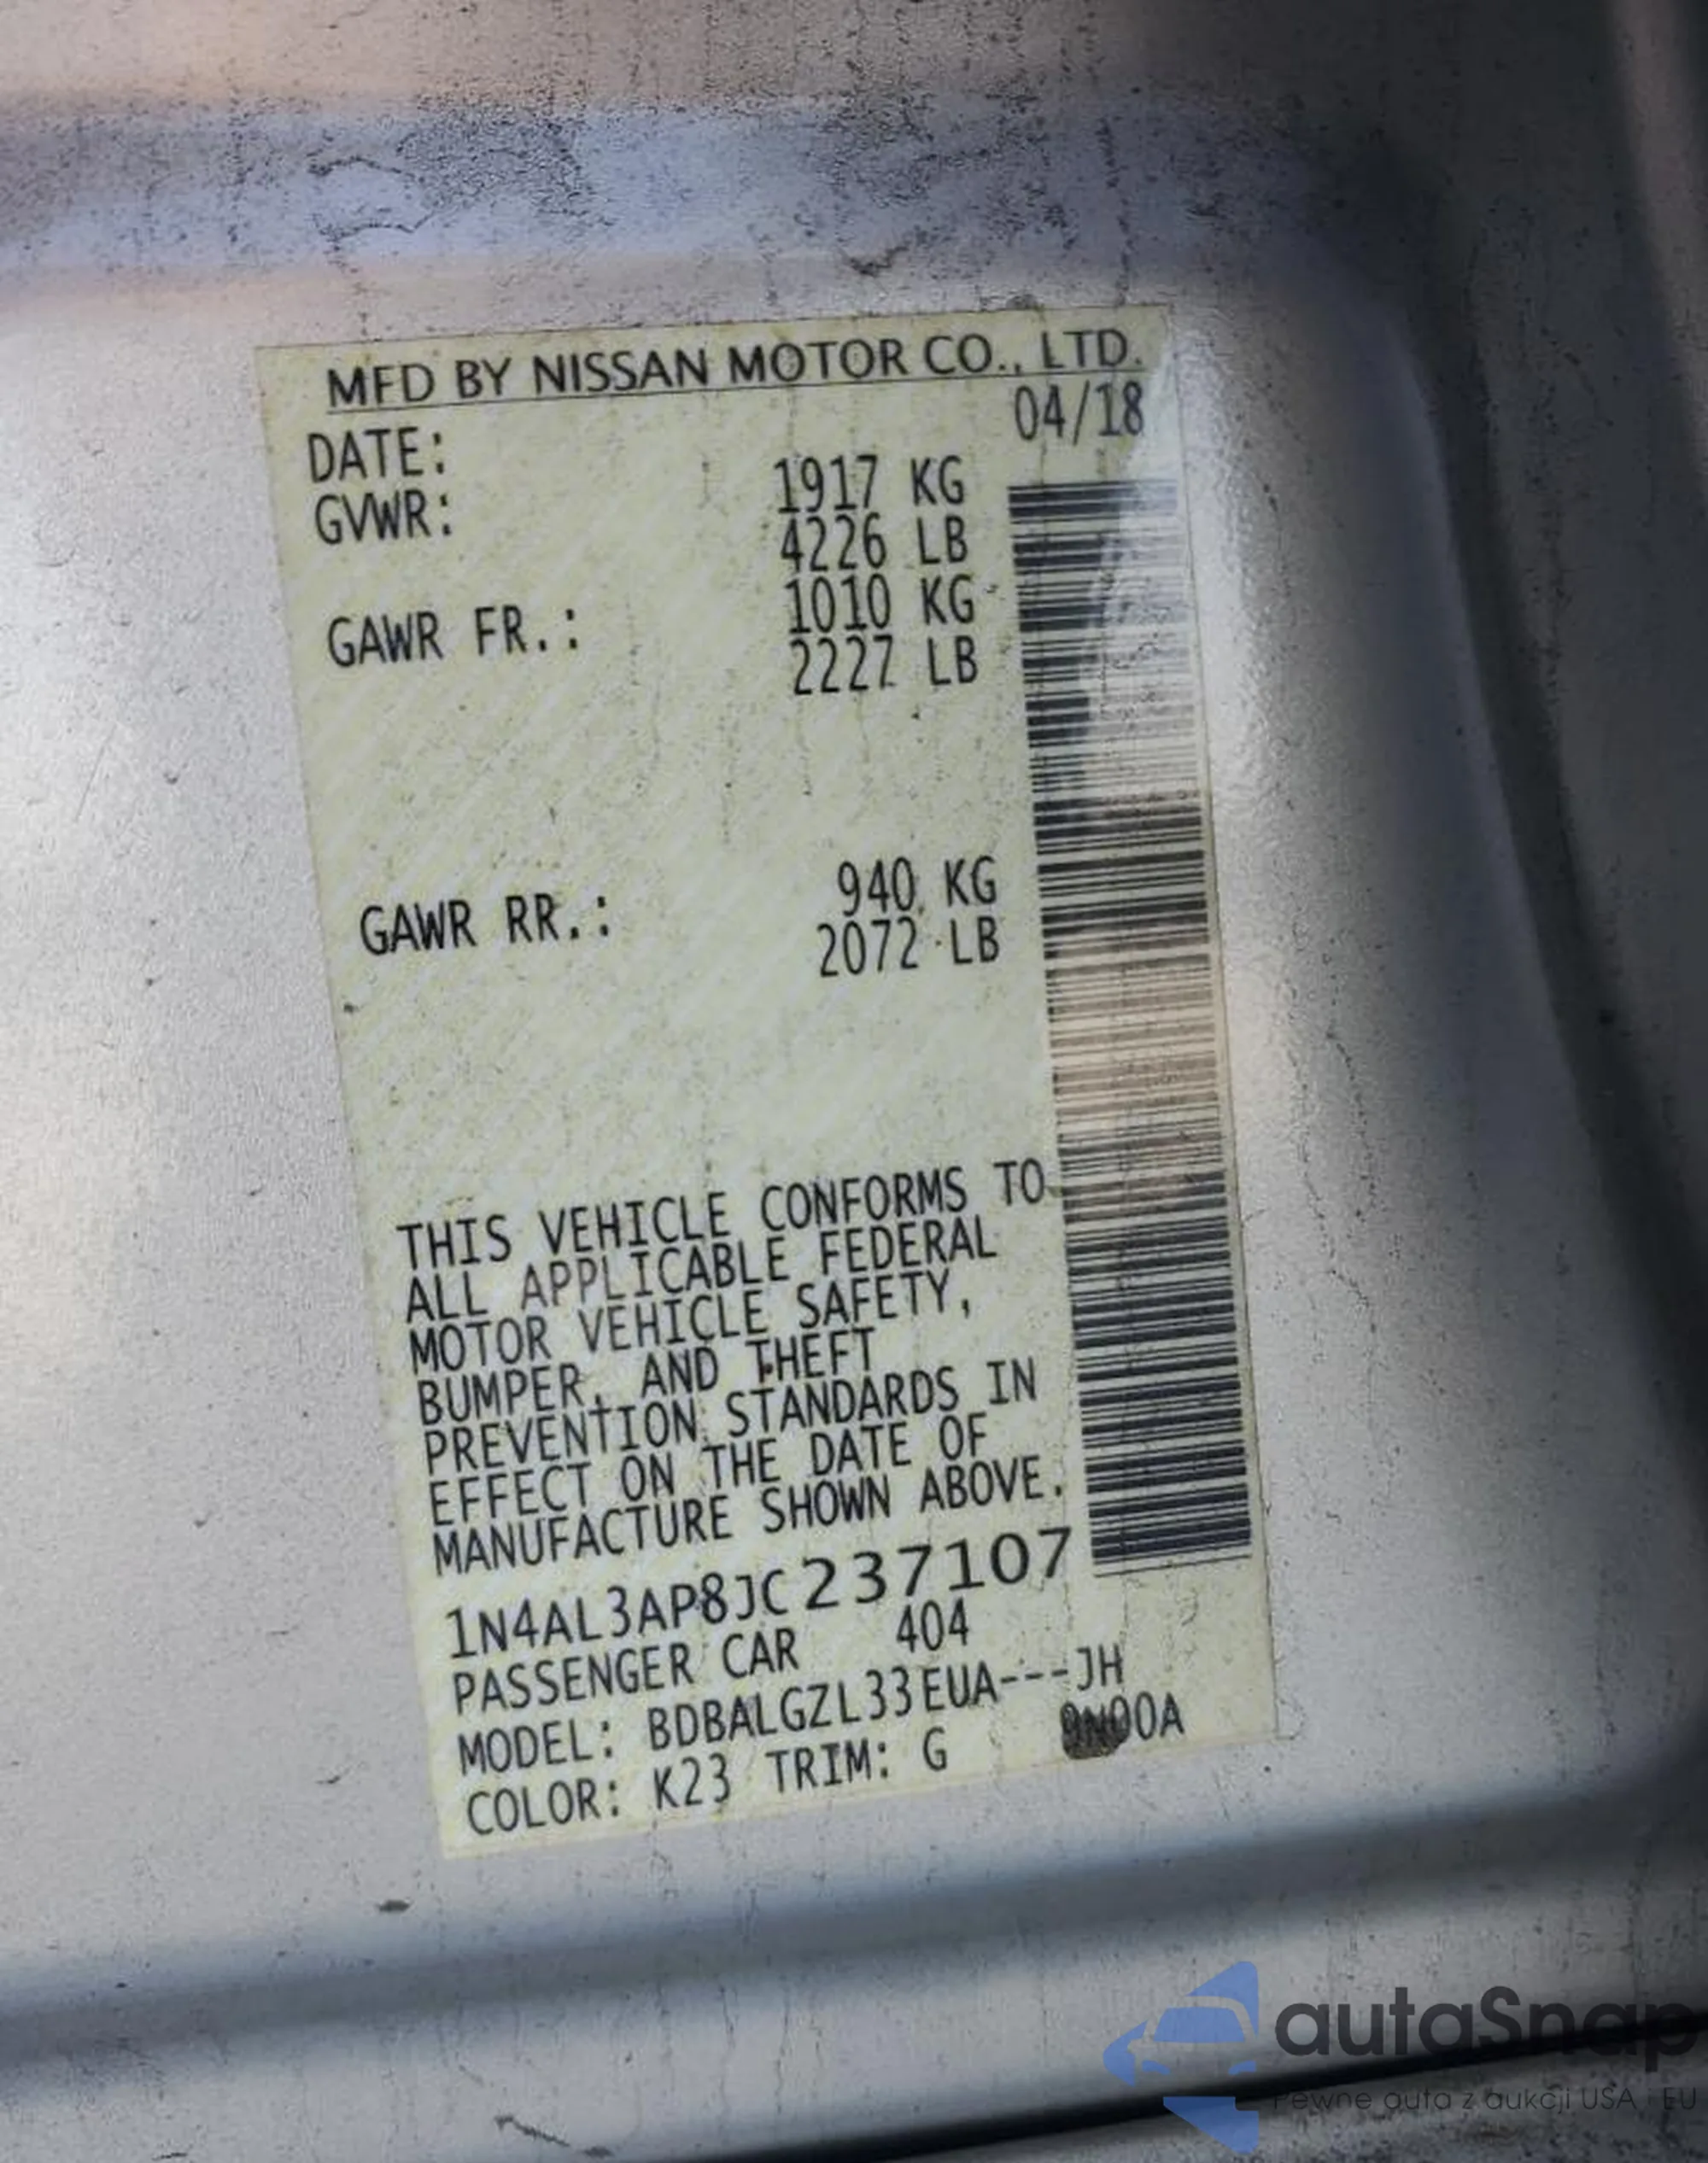 MFD BY NISSAN MOTOR CO., LTD.
DATE: 04/18
GVWR: 1917 KG
4226 LB
GAWR FR.: 1010 KG
2227 LB
GAWR RR.: 940 KG
2072 LB
THIS VEHICLE CONFORMS TO
ALL APPLICABLE FEDERAL
MOTOR VEHICLE SAFETY,
BUMPER, AND THEFT
PREVENTION STANDARDS IN
EFFECT ON THE DATE OF
MANUFACTURE SHOWN ABOVE.
1N4AL3AP8JC237107
PASSENGER CAR 404
MODEL: BDBALGZL33EUA---JH
COLOR: K23 TRIM: G
autaSnap
Pewne auta z aukcji USA i EU